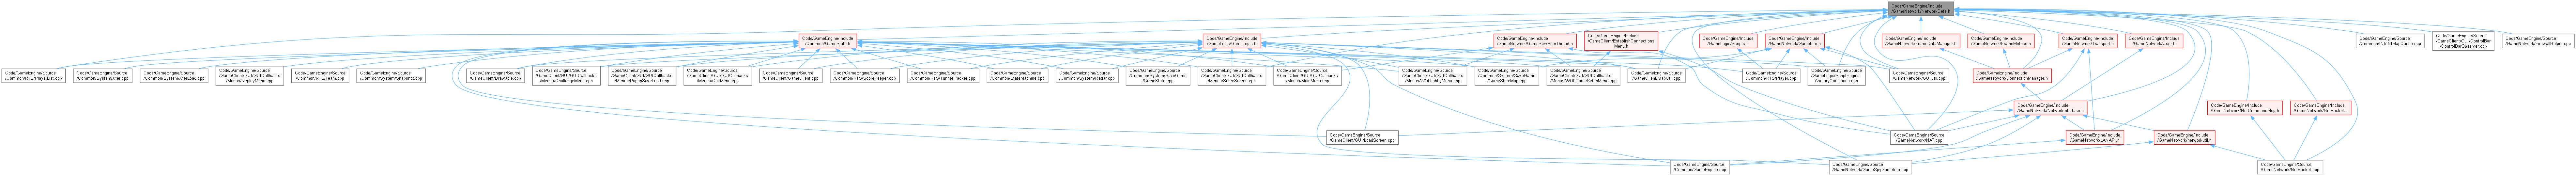 Code/GameEngine/Include
/GameNetwork/NetworkDefs.h
Code/GameEngine/Include
/Common/GameState.h
Code/GameEngine/Include
/GameLogic/GameLogic.h
Code/GameEngine/Include
/GameNetwork/GameSpy/PeerThread.h
Code/GameEngine/Include
/GameClient/EstablishConnections
Menu.h
Code/GameEngine/Include
/GameLogic/Scripts.h
Code/GameEngine/Include
/GameNetwork/GameInfo.h
Code/GameEngine/Include
/GameNetwork/FrameDataManager.h
Code/GameEngine/Include
/GameNetwork/FrameMetrics.h
Code/GameEngine/Include
/GameNetwork/Transport.h
Code/GameEngine/Include
/GameNetwork/User.h
Code/GameEngine/Source
/Common/INI/INIMapCache.cpp
Code/GameEngine/Source
/GameClient/GUI/ControlBar
/ControlBarObserver.cpp
Code/GameEngine/Source
/GameNetwork/FirewallHelper.cpp
Code/GameEngine/Source
/Common/RTS/PlayerList.cpp
Code/GameEngine/Source
/Common/System/Xfer.cpp
Code/GameEngine/Source
/Common/System/XferLoad.cpp
Code/GameEngine/Source
/GameClient/GUI/GUICallbacks
/Menus/ReplayMenu.cpp
Code/GameEngine/Source
/Common/RTS/Team.cpp
Code/GameEngine/Source
/Common/System/Snapshot.cpp
Code/GameEngine/Source
/GameClient/Drawable.cpp
Code/GameEngine/Source
/GameClient/GUI/GUICallbacks
/Menus/ChallengeMenu.cpp
Code/GameEngine/Source
/GameClient/GUI/GUICallbacks
/Menus/PopupSaveLoad.cpp
Code/GameEngine/Source
/GameClient/GUI/GUICallbacks
/Menus/QuitMenu.cpp
Code/GameEngine/Source
/GameClient/GameClient.cpp
Code/GameEngine/Source
/Common/RTS/ScoreKeeper.cpp
Code/GameEngine/Source
/Common/RTS/TunnelTracker.cpp
Code/GameEngine/Source
/Common/System/Radar.cpp
Code/GameEngine/Source
/Common/StateMachine.cpp
Code/GameEngine/Source
/Common/System/SaveGame
/GameState.cpp
Code/GameEngine/Source
/GameClient/GUI/GUICallbacks
/Menus/ScoreScreen.cpp
Code/GameEngine/Source
/GameClient/GUI/GUICallbacks
/Menus/MainMenu.cpp
Code/GameEngine/Source
/GameClient/GUI/GUICallbacks
/Menus/WOLLobbyMenu.cpp
Code/GameEngine/Source
/Common/System/SaveGame
/GameStateMap.cpp
Code/GameEngine/Source
/GameClient/GUI/GUICallbacks
/Menus/WOLGameSetupMenu.cpp
Code/GameEngine/Source
/GameClient/MapUtil.cpp
Code/GameEngine/Source
/Common/RTS/Player.cpp
Code/GameEngine/Source
/GameLogic/ScriptEngine
/VictoryConditions.cpp
Code/GameEngine/Source
/GameNetwork/GUIUtil.cpp
Code/GameEngine/Include
/GameNetwork/ConnectionManager.h
Code/GameEngine/Include
/GameNetwork/NetworkInterface.h
Code/GameEngine/Include
/GameNetwork/NetCommandMsg.h
Code/GameEngine/Include
/GameNetwork/NetPacket.h
Code/GameEngine/Source
/GameClient/GUI/LoadScreen.cpp
Code/GameEngine/Source
/GameNetwork/NAT.cpp
Code/GameEngine/Include
/GameNetwork/LANAPI.h
Code/GameEngine/Include
/GameNetwork/networkutil.h
Code/GameEngine/Source
/Common/GameEngine.cpp
Code/GameEngine/Source
/GameNetwork/GameSpy/GameInfo.cpp
Code/GameEngine/Source
/GameNetwork/NetPacket.cpp